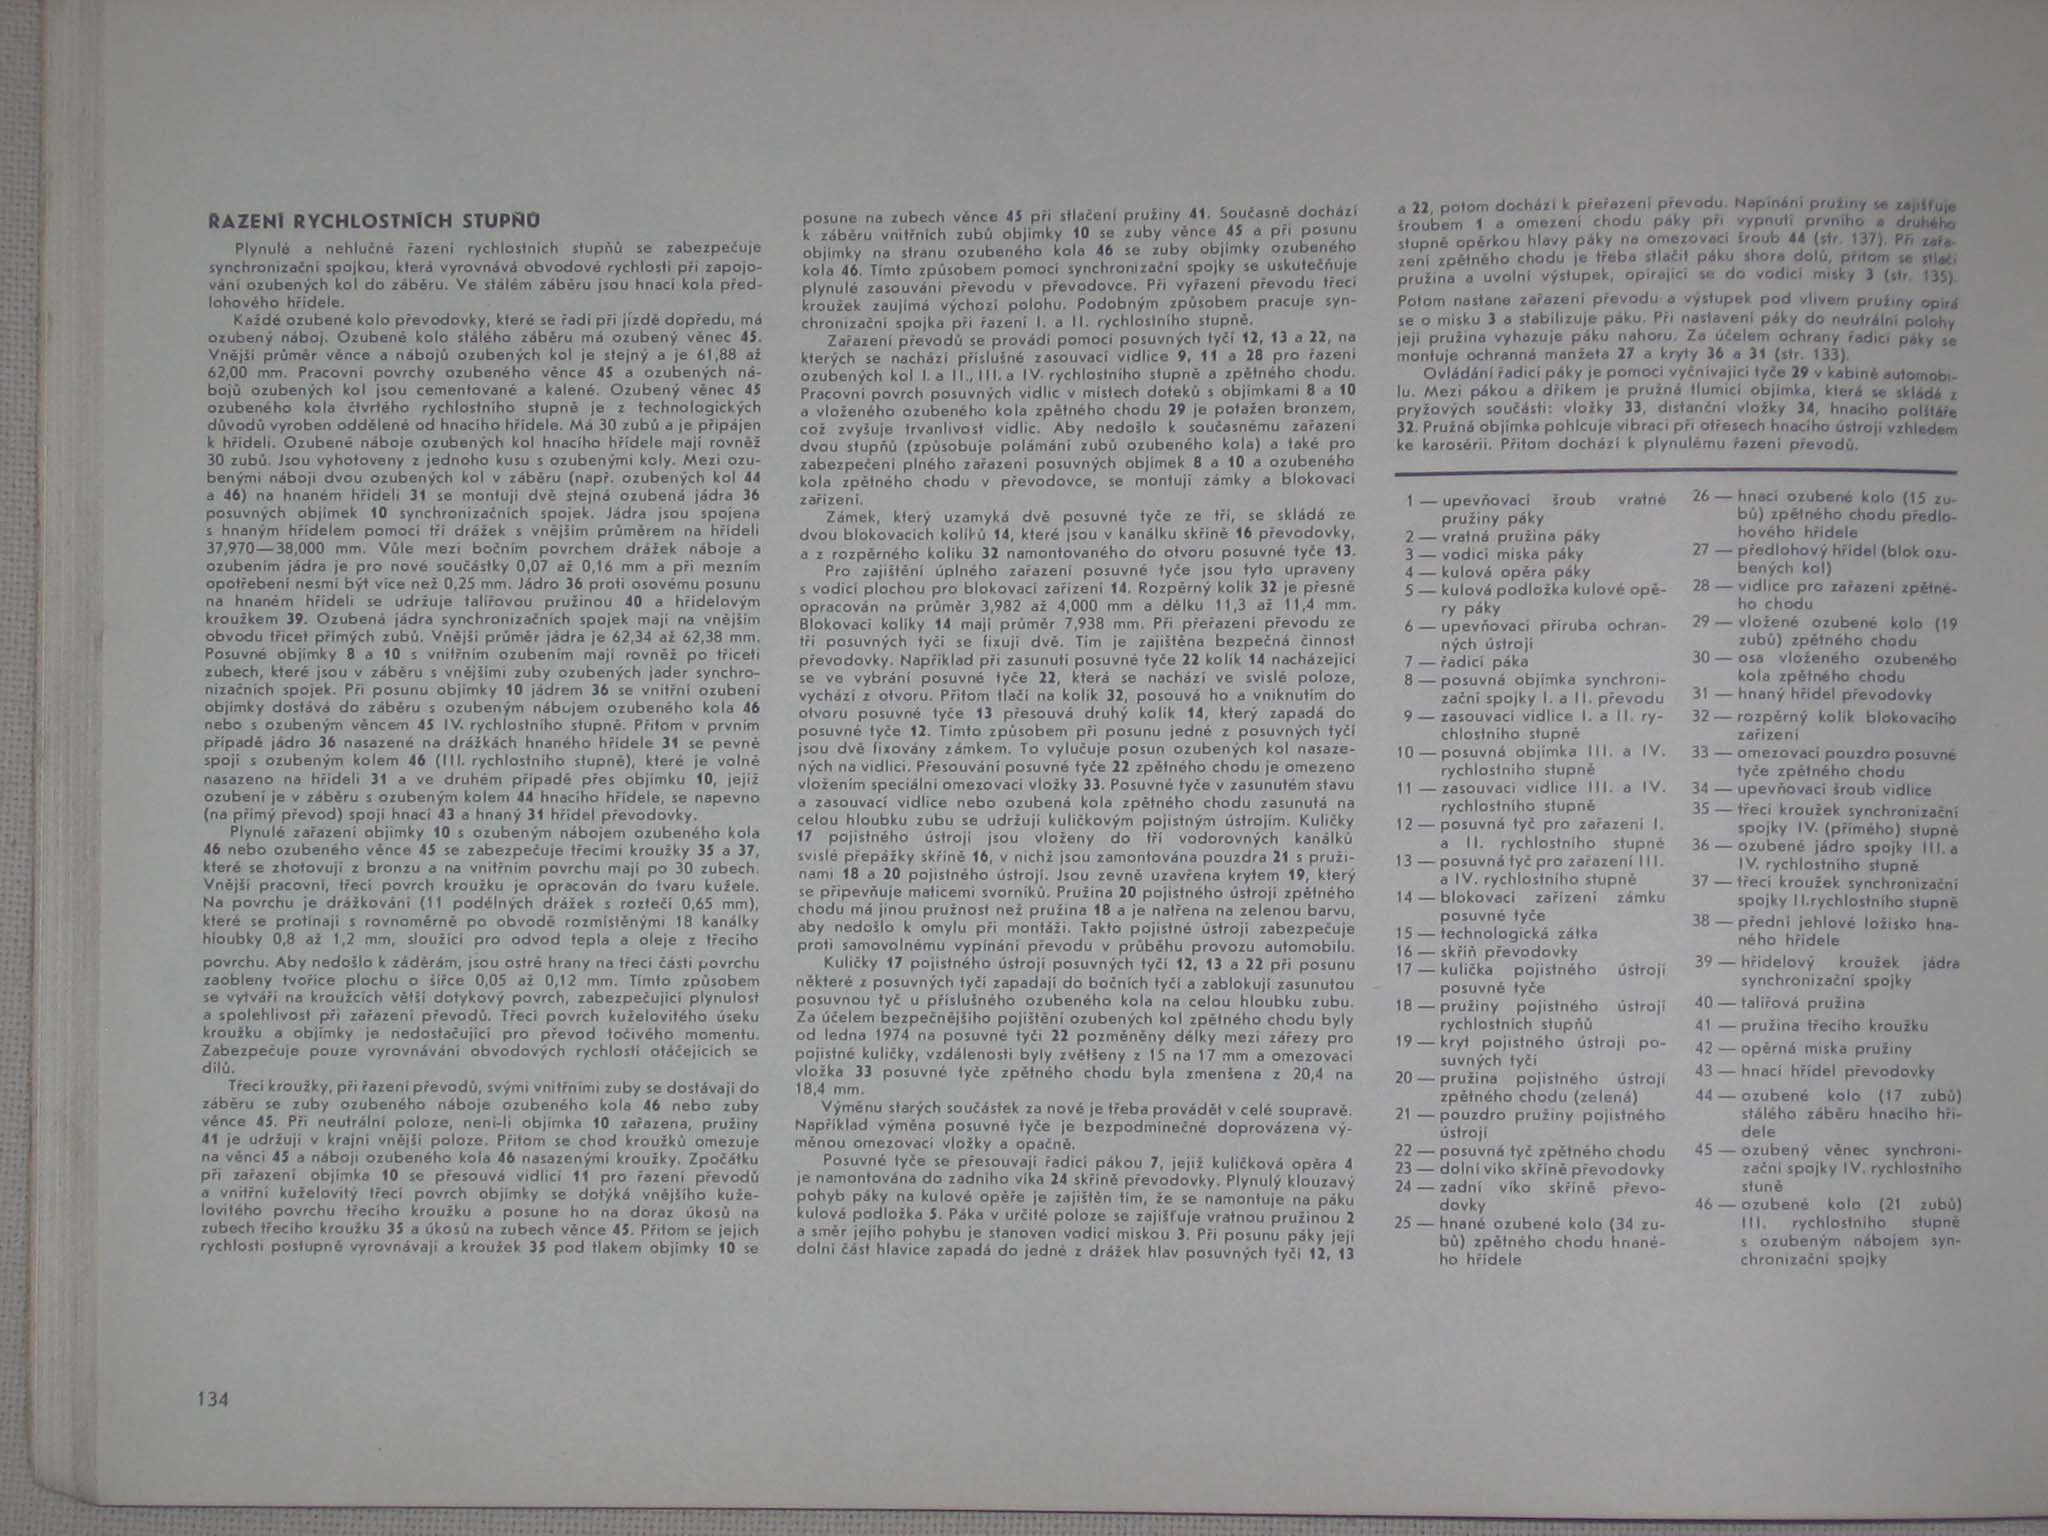 ŘAZENÍ RYCHLOSTNÍCH STUPŇŮ
Plynulé a nehlučné řazení rychlostních stupňů se zabezpečuje
synchronizační spojkou, která vyrovnává obvodové rychlosti při zapojo-
vání ozubených kol do záběru. Ve stálém záběru jsou hnací kola před-
lohového hřídele.
Každé ozubené kolo převodovky, které se řadí při jízdě dopředu, má
ozubený náboj. Ozubené kolo stálého záběru má ozubený věnec 45.
Vnější průměr věnce a nábojů ozubených kol je stejný a je 61,88 až
62,00 mm. Pracovní povrchy ozubeného věnce 45 a ozubených ná-
bojů ozubených kol jsou cementované a kalené. Ozubený věnec 45
ozubeného kola čtvrtého rychlostního stupně je z technologických
důvodů vyroben odděleně od hnacího hřídele. Má 30 zubů a je připájen
k hřídeli. Ozubené náboje ozubených kol hnacího hřídele mají rovněž
30 zubů. Jsou vyhotoveny z jednoho kusu s ozubenými koly. Mezi ozu-
benými náboji dvou ozubených kol v záběru (např. ozubených kol 44
a 46) na hnaném hřídeli 31 se montují dvě stejná ozubená jádra 36
posuvných objímek 10 synchronizačních spojek. Jádra jsou spojena
s hnaným hřídelem pomocí tří drážek s vnějším průměrem na hřídeli
37,970—38,000 mm. Vůle mezi bočním povrchem drážek náboje a
ozubením jádra je pro nové součástky 0,07 až 0,16 mm a při mezním
opotřebení nesmí být více než 0,25 mm. Jádro 36 proti osovému posunu
na hnaném hřídeli se udržuje talířovou pružinou 40 a hřídelovým
kroužkem 39. Ozubená jádra synchronizačních spojek mají na vnějším
obvodu třicet přímých zubů. Vnější průměr jádra je 62,34 až 62,38 mm.
Posuvné objímky 8 a 10 s vnitřním ozubením mají rovněž po třiceti
zubech, které jsou v záběru s vnějšími zuby ozubených jader synchro-
nizačních spojek. Při posunu objímky 10 jádrem 36 se vnitřní ozubení
objímky dostává do záběru s ozubeným nábujem ozubeného kola 46
nebo s ozubeným věncem 45 IV. rychlostního stupně. Přitom v prvním
případě jádro 36 nasazené na drážkách hnaného hřídele 31 se pevně
spojí s ozubeným kolem 46 (III. rychlostního stupně), které je volně
nasazeno na hřídeli 31 a ve druhém případě přes objímku 10, jejíž
ozubení je v záběru s ozubeným kolem 44 hnacího hřídele, se napevno
(na přímý převod) spojí hnací 43 a hnaný 31 hřídel převodovky.
Plynulé zařazení objímky 10 s ozubeným nábojem ozubeného kola
46 nebo ozubeného věnce 45 se zabezpečuje třecími kroužky 35 a 37,
které se zhotovují z bronzu a na vnitřním povrchu mají po 30 zubech.
Vnější pracovní, třecí povrch kroužku je opracován do tvaru kužele.
Na povrchu je drážkování (11 podélných drážek s roztečí 0,65 mm),
které se protínají s rovnoměrně po obvodě rozmístěnými 18 kanálky
hloubky 0,8 až 1,2 mm, sloužící pro odvod tepla a oleje z třecího
povrchu. Aby nedošlo k záděrám, jsou ostré hrany na třecí části povrchu
zaobleny tvoříce plochu o šířce 0,05 až 0,12 mm. Tímto způsobem
se vytváří na kroužcích větší dotykový povrch, zabezpečující plynulost
a spolehlivost při zařazení převodů. Třecí povrch kuželovitého úseku
kroužku a objímky je nedostačující pro převod točivého momentu.
Zabezpečuje pouze vyrovnávání obvodových rychlostí otáčejících se
dílů.
Třecí kroužky, při řazení převodů, svými vnitřními zuby se dostávají do
záběru se zuby ozubeného náboje ozubeného kola 46 nebo zuby
věnce 45. Při neutrální poloze, není-li objímka 10 zařazena, pružiny
41 je udržují v krajní vnější poloze. Přitom se chod kroužků omezuje
na věnci 45 a náboji ozubeného kola 46 nasazenými kroužky. Zpočátku
při zařazení objímka 10 se přesouvá vidlicí 11 pro řazení převodů
a vnitřní kuželovitý třecí povrch objímky se dotýká vnějšího kuže-
lovitého povrchu třecího kroužku a posune ho na doraz úkosů na
zubech třecího kroužku 35 a úkosů na zubech věnce 45. Přitom se jejich
rychlosti postupně vyrovnávají a kroužek 35 pod tlakem objímky 10 se
posune na zubech věnce 45 při stlačení pružiny 41. Současně dochází
k záběru vnitřních zubů objímky 10 se zuby věnce 45 a při posunu
objímky na stranu ozubeného kola 46 se zuby objímky ozubeného
kola 46. Tímto způsobem pomocí synchronizační spojky se uskutečňuje
plynulé zasouvání převodu v převodovce. Při vyřazení převodu třecí
kroužek zaujímá výchozí polohu. Podobným způsobem pracuje syn-
chronizační spojka při řazení I. a II. rychlostního stupně.
Zařazení převodů se provádí pomocí posuvných tyčí 12, 13 a 22, na
kterých se nachází příslušné zasouvací vidlice 9, 11 a 28 pro řazení
ozubených kol I. a II., III. a IV. rychlostního stupně a zpětného chodu.
Pracovní povrch posuvných vidlic v místech doteků s objímkami 8 a 10
a vloženého ozubeného kola zpětného chodu 29 je potažen bronzem,
což zvyšuje trvanlivost vidlic. Aby nedošlo k současnému zařazení
dvou stupňů (způsobuje polámání zubů ozubeného kola) a také pro
zabezpečení plného zařazení posuvných objímek 8 a 10 a ozubeného
kola zpětného chodu v převodovce, se montují zámky a blokovací
zařízení.
Zámek, který uzamyká dvě posuvné tyče ze tří, se skládá ze
dvou blokovacích kolíků 14, které jsou v kanálku skříně 16 převodovky,
a z rozpěrného kolíku 32 namontovaného do otvoru posuvné tyče 13.
Pro zajištění úplného zařazení posuvné tyče jsou tyto upraveny
s vodicí plochou pro blokovací zařízení 14. Rozpěrný kolík 32 je přesně
opracován na průměr 3,982 až 4,000 mm a délku 11,3 až 11,4 mm.
Blokovací kolíky 14 mají průměr 7,938 mm. Při přeřazení převodu ze
tří posuvných tyčí se fixují dvě. Tím je zajištěna bezpečná činnost
převodovky. Například při zasunutí posuvné tyče 22 kolík 14 nacházející
se ve vybrání posuvné tyče 22, která se nachází ve svislé poloze,
vychází z otvoru. Přitom tlačí na kolík 32, posouvá ho a vniknutím do
otvoru posuvné tyče 13 přesouvá druhý kolík 14, který zapadá do
posuvné tyče 12. Tímto způsobem při posunu jedné z posuvných tyčí
jsou dvě fixovány zámkem. To vylučuje posun ozubených kol nasaze-
ných na vidlici. Přesouvání posuvné tyče 22 zpětného chodu je omezeno
vložením speciální omezovací vložky 33. Posuvné tyče v zasunutém stavu
a zasouvací vidlice nebo ozubená kola zpětného chodu zasunutá na
celou hloubku zubu se udržují kuličkovým pojistným ústrojím. Kuličky
17 pojistného ústrojí jsou vloženy do tří vodorovných kanálků
svislé přepážky skříně 16, v nichž jsou zamontována pouzdra 21 s pruži-
nami 18 a 20 pojistného ústrojí. Jsou zevně uzavřena krytem 19, který
se připevňuje maticemi svorníků. Pružina 20 pojistného ústrojí zpětného
chodu má jinou pružnost než pružina 18 a je natřena na zelenou barvu,
aby nedošlo k omylu při montáži. Takto pojistné ústrojí zabezpečuje
proti samovolnému vypínání převodu v průběhu provozu automobilu.
Kuličky 17 pojistného ústrojí posuvných tyčí 12, 13 a 22 při posunu
některé z posuvných tyčí zapadají do bočních tyčí a zablokují zasunutou
posuvnou tyč u příslušného ozubeného kola na celou hloubku zubu.
Za účelem bezpečnějšího pojištění ozubených kol zpětného chodu byly
od ledna 1974 na posuvné tyči 22 pozměněny délky mezi zářezy pro
pojistné kuličky, vzdálenosti byly zvětšeny z 15 na 17 mm a omezovací
vložka 33 posuvné tyče zpětného chodu byla zmenšena z 20,4 na
18,4 mm.
Výměnu starých součástek za nové je třeba provádět v celé soupravě.
Například výměna posuvné tyče je bezpodmínečně doprovázena vý-
měnou omezovací vložky a opačně.
Posuvné tyče se přesouvají řadicí pákou 7, jejíž kuličková opěra 4
je namontována do zadního víka 24 skříně převodovky. Plynulý klouzavý
pohyb páky na kulové opěře je zajištěn tím, že se namontuje na páku
kulová podložka 5. Páka v určité poloze se zajišťuje vratnou pružinou 2
a směr jejího pohybu je stanoven vodicí miskou 3. Při posunu páky její
dolní část hlavice zapadá do jedné z drážek hlav posuvných tyčí 12, 13
a 22, potom dochází k přeřazení převodu. Napínání pružiny se zajišťuje
šroubem 1 a omezení chodu páky při vypnutí prvního a druhého
stupně opěrkou hlavy páky na omezovací šroub 44 (str. 137). Při zařa-
zení zpětného chodu je třeba stlačit páku shora dolů, přitom se stlačí
pružina a uvolní výstupek, opírající se do vodicí misky 3 (str. 135).
Potom nastane zařazení převodu a výstupek pod vlivem pružiny opírá
se o misku 3 a stabilizuje páku. Při nastavení páky do neutrální polohy
její pružina vyhazuje páku nahoru. Za účelem ochrany řadicí páky se
montuje ochranná manžeta 27 a kryty 36 a 31 (str. 133).
Ovládání řadicí páky je pomocí vyčnívající tyče 29 v kabině automobi-
lu. Mezi pákou a dříkem je pružná tlumicí objímka, která se skládá z
pryžových součástí: vložky 33, distanční vložky 34, hnacího polštáře
32. Pružná objímka pohlcuje vibraci při otřesech hnacího ústrojí vzhledem
ke karosérii. Přitom dochází k plynulému řazení převodů.
1 — upevňovací šroub vratné
pružiny páky
2 — vratná pružina páky
3 — vodicí miska páky
4 — kulová opěra páky
5 — kulová podložka kulové opě-
ry páky
6 — upevňovací příruba ochran-
ných ústrojí
7 — řadicí páka
8 — posuvná objímka synchroni-
zační spojky I. a II. převodu
9 — zasouvací vidlice I. a II. ry-
chlostního stupně
10 — posuvná objímka III. a IV.
rychlostního stupně
11 — zasouvací vidlice III. a IV.
rychlostního stupně
12 — posuvná tyč pro zařazení I.
a II. rychlostního stupně
13 — posuvná tyč pro zařazení III.
a IV. rychlostního stupně
14 — blokovací zařízení zámku
posuvné tyče
15 — technologická zátka
16 — skříň převodovky
17 — kulička pojistného ústrojí
posuvné tyče
18 — pružiny pojistného ústrojí
rychlostních stupňů
19 — kryt pojistného ústrojí po-
suvných tyčí
20 — pružina pojistného ústrojí
zpětného chodu (zelená)
21 — pouzdro pružiny pojistného
ústrojí
22 — posuvná tyč zpětného chodu
23 — dolní víko skříně převodovky
24 — zadní víko skříně převo-
dovky
25 — hnané ozubené kolo (34 zu-
bů) zpětného chodu hnané-
ho hřídele
26 — hnací ozubené kolo (15 zu-
bů) zpětného chodu předlo-
hového hřídele
27 — předlohový hřídel (blok ozu-
bených kol)
28 — vidlice pro zařazení zpětné-
ho chodu
29 — vložené ozubené kolo (19
zubů) zpětného chodu
30 — osa vloženého ozubeného
kola zpětného chodu
31 — hnaný hřídel převodovky
32 — rozpěrný kolík blokovacího
zařízení
33 — omezovací pouzdro posuvné
tyče zpětného chodu
34 — upevňovací šroub vidlice
35 — třecí kroužek synchronizační
spojky IV. (přímého) stupně
36 — ozubené jádro spojky III. a
IV. rychlostního stupně
37 — třecí kroužek synchronizační
spojky II.rychlostního stupně
38 — přední jehlové ložisko hna-
ného hřídele
39 — hřídelový kroužek jádra
synchronizační spojky
40 — talířová pružina
41 — pružina třecího kroužku
42 — opěrná miska pružiny
43 — hnací hřídel převodovky
44 — ozubené kolo (17 zubů)
stálého záběru hnacího hří-
dele
45 — ozubený věnec synchroni-
zační spojky IV. rychlostního
stuně
46 — ozubené kolo (21 zubů)
III. rychlostního stupně
s ozubeným nábojem syn-
chronizační spojky
134